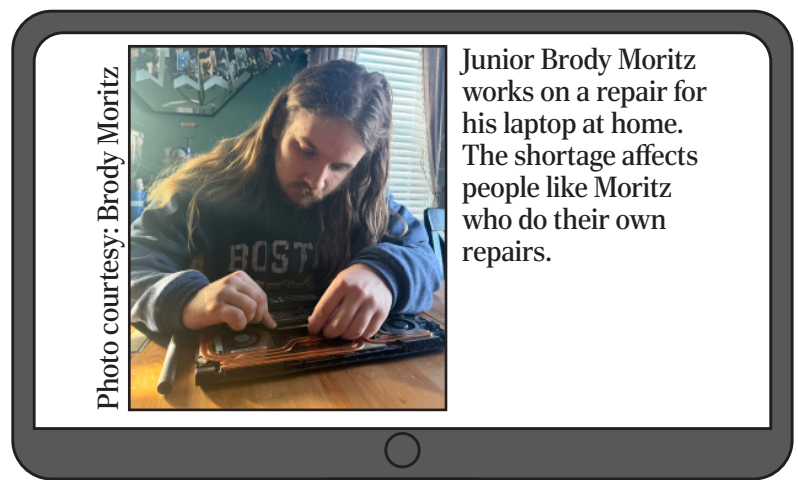 Photo courtesy: Brody Moritz
Junior Brody Moritz
works on a repair for
his laptop at home.
The shortage affects
people like Moritz
who do their own
repairs.
BOST